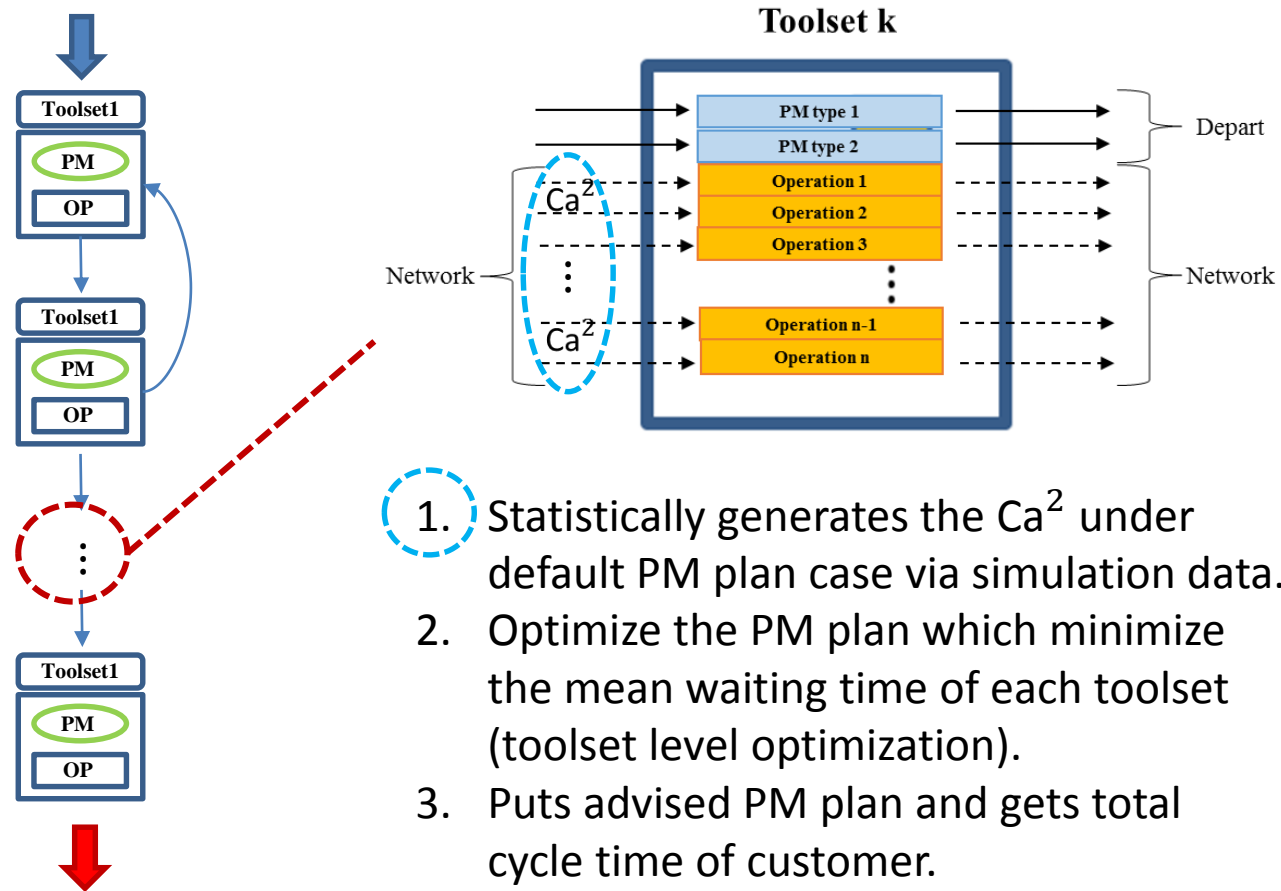 Toolset1
PM
OP
Toolset1
PM
OP
⋮
Toolset1
PM
OP
Toolset k
PM type 1
PM type 2
Operation 1
Operation 2
Operation 3
⋮
Operation n-1
Operation n
Network
Ca²
⋮
Ca²
Depart
Network
1. Statistically generates the Ca² under
default PM plan case via simulation data.
2. Optimize the PM plan which minimize
the mean waiting time of each toolset
(toolset level optimization).
3. Puts advised PM plan and gets total
cycle time of customer.